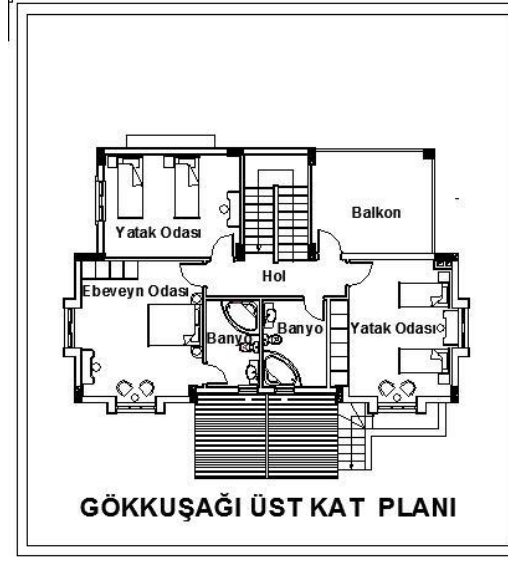 Yatak Odası
Balkon
Hol
Ebeveyn Odası
Banyo
Banyo
Yatak Odası
GÖKKUŞAĞI ÜST KAT PLANI